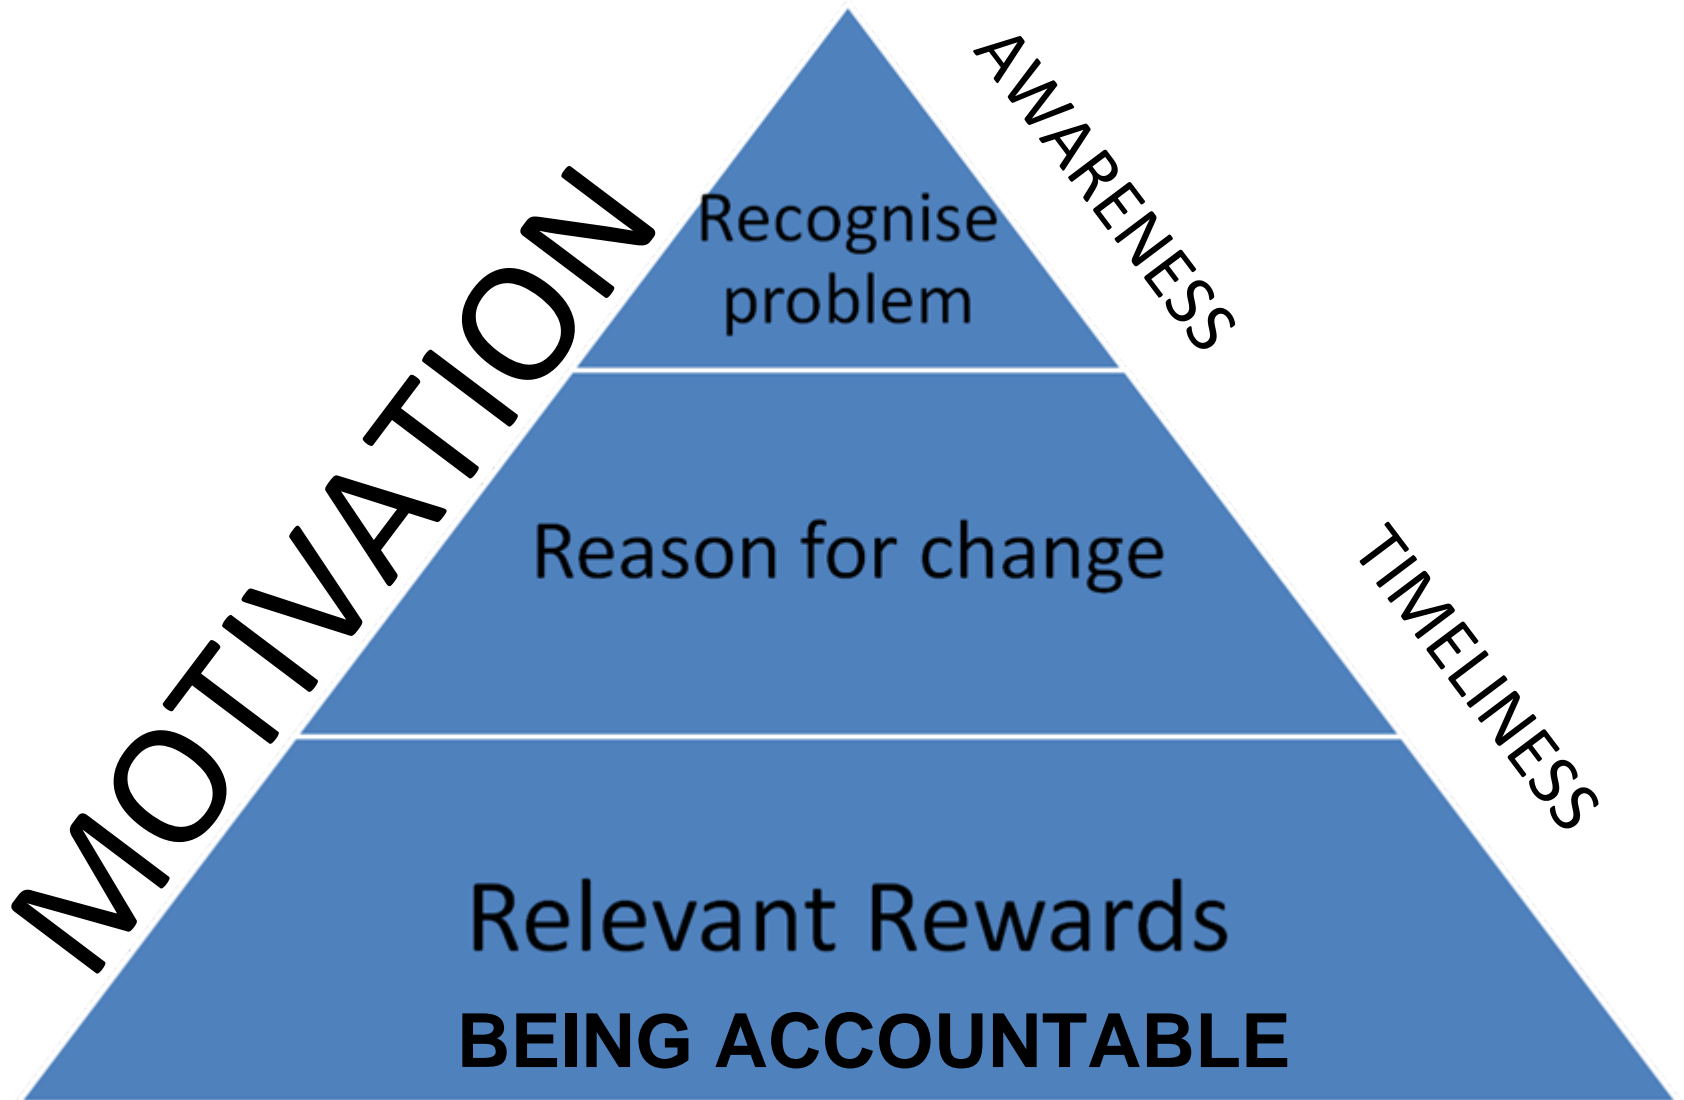 AWARENESS
MOTIVATION
Recognise
problem
Reason for change
TIMELINESS
Relevant Rewards
BEING ACCOUNTABLE